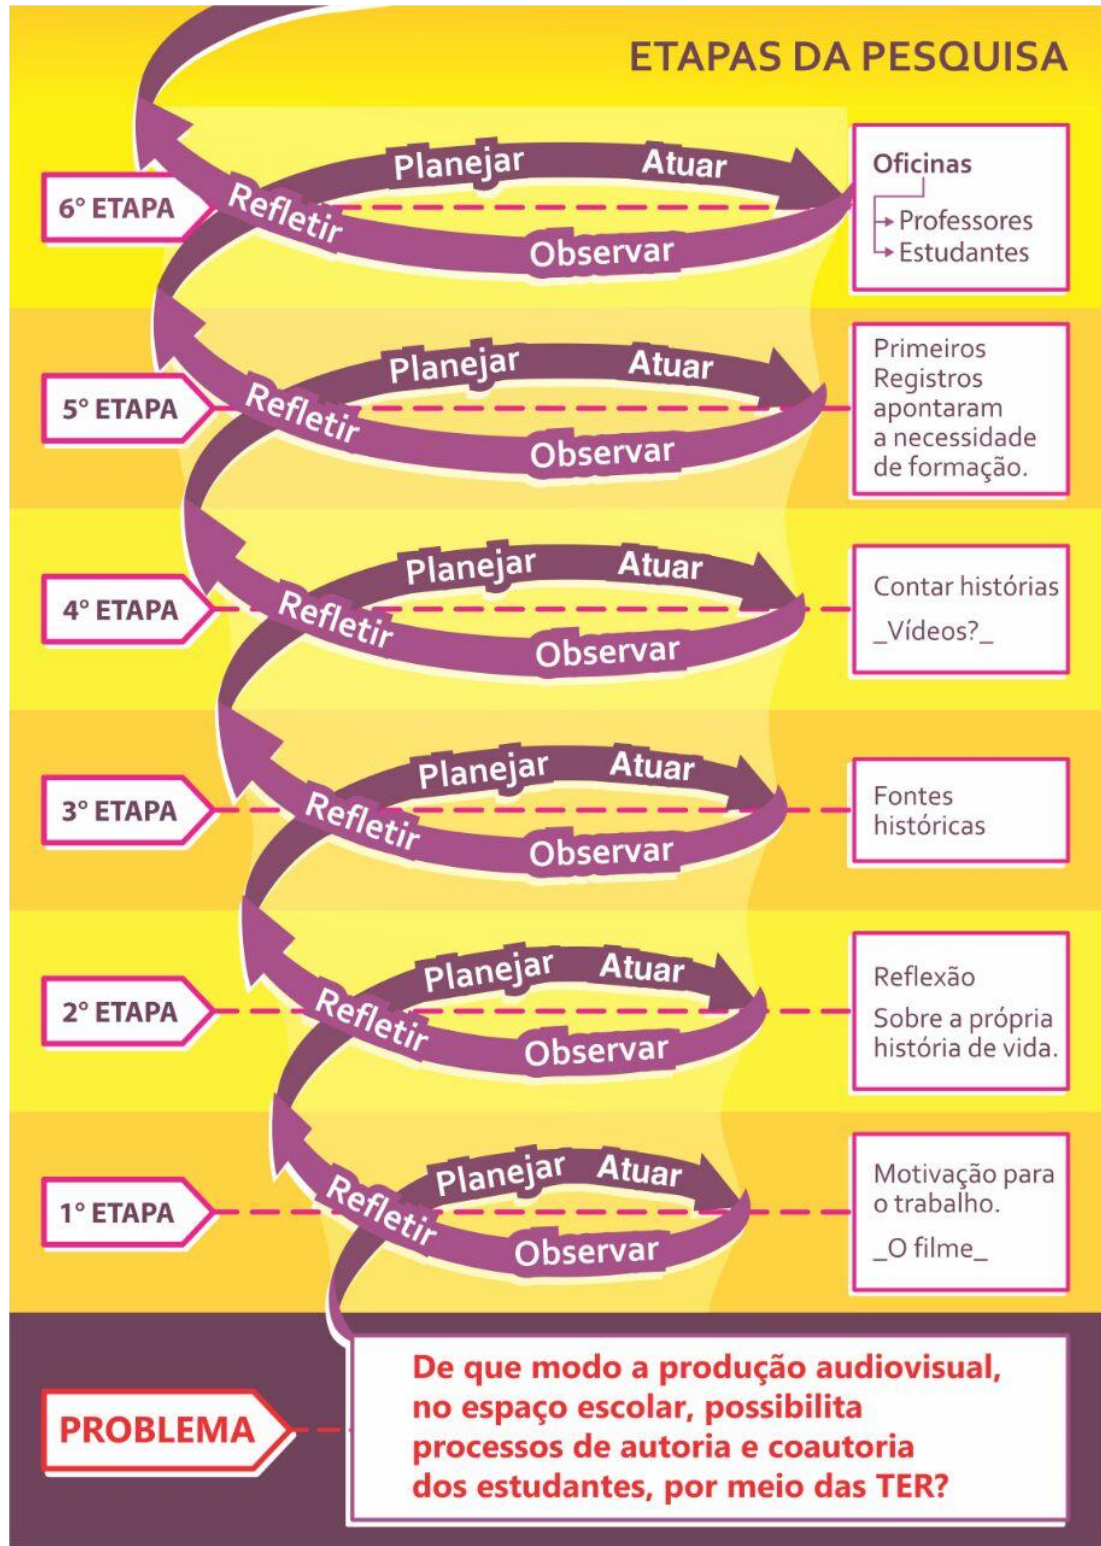 ETAPAS DA PESQUISA
Planejar
Atuar
Oficinas
Professores
Estudantes
6° ETAPA
Refletir
Observar
Planejar
Atuar
Primeiros
Registros
apontaram
a necessidade
de formação.
5° ETAPA
Refletir
Observar
Planejar
Atuar
Contar histórias
_Vídeos?_
4° ETAPA
Refletir
Observar
Planejar
Atuar
Fontes
históricas
3° ETAPA
Refletir
Observar
Planejar
Atuar
Reflexão
Sobre a própria
história de vida.
2° ETAPA
Refletir
Observar
Planejar
Atuar
Motivação para
o trabalho.
_O filme_
1° ETAPA
Refletir
Observar
PROBLEMA
De que modo a produção audiovisual,
no espaço escolar, possibilita
processos de autoria e coautoria
dos estudantes, por meio das TER?